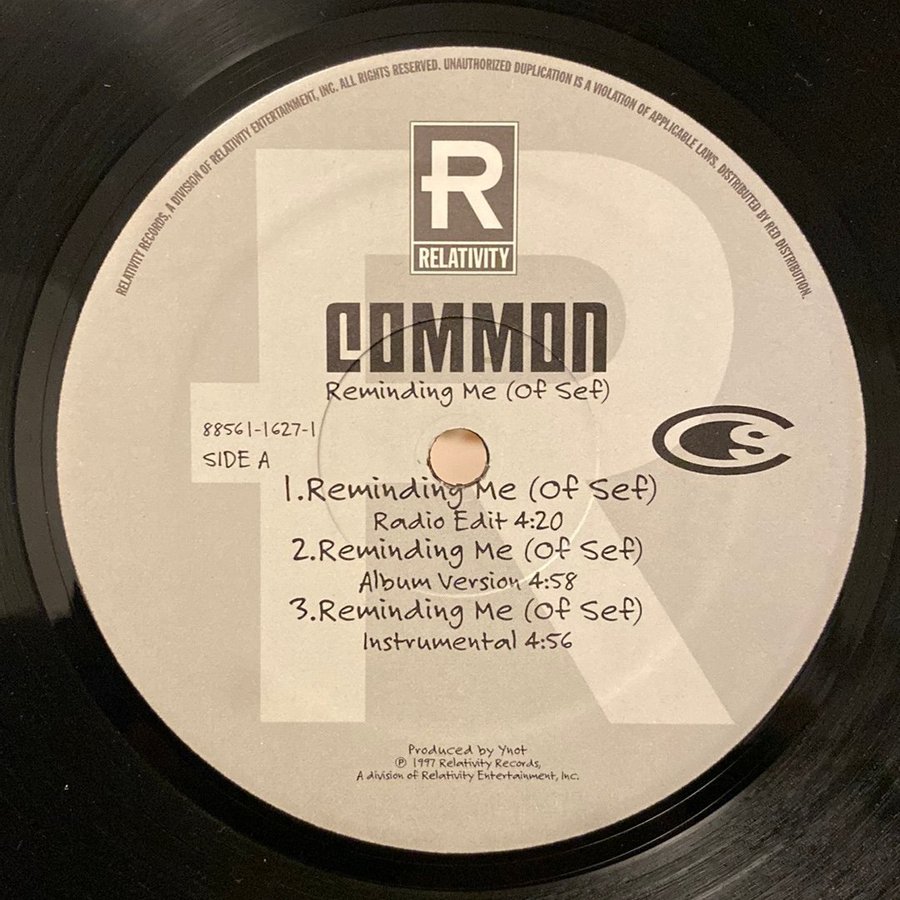 RELATIVITY RECORDS, A DIVISION OF RELATIVITY ENTERTAINMENT, INC. ALL RIGHTS RESERVED. UNAUTHORIZED DUPLICATION IS A VIOLATION OF APPLICABLE LAWS. DISTRIBUTED BY RED DISTRIBUTION.
R
RELATIVITY
COMMON
Reminding Me (Of Sef)
88561-1627-1
SIDE A
CS
1.Reminding Me (Of Sef)
Radio Edit 4:20
2.Reminding Me (Of Sef)
Album Version 4:58
3.Reminding Me (Of Sef)
Instrumental 4:56
Produced by Ynot
℗ 1997 Relativity Records,
A division of Relativity Entertainment, Inc.